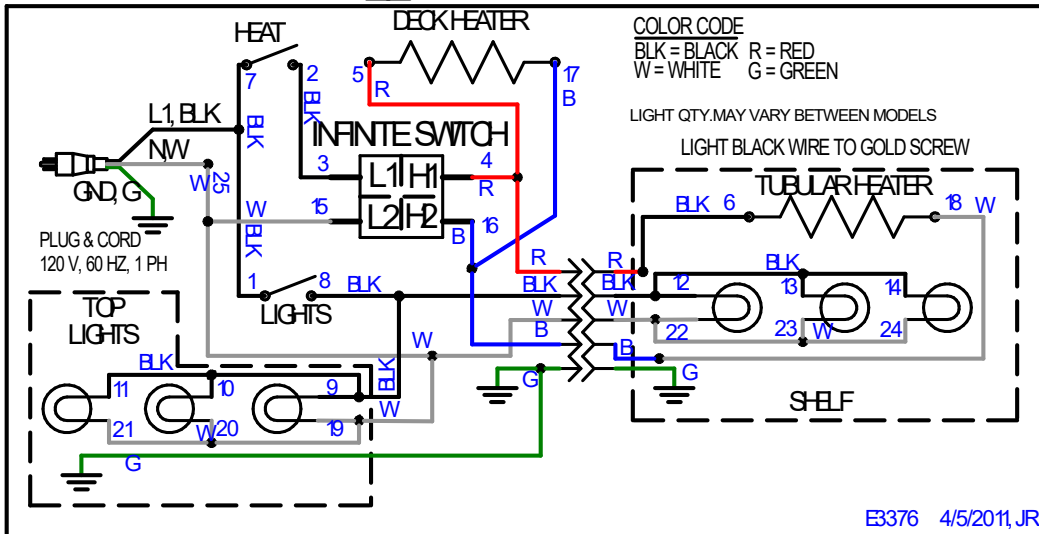 HEAT
DECK HEATER
COLOR CODE
BLK = BLACK R = RED
W = WHITE G = GREEN
7 2
5 17
R B
LIGHT QTY.MAY VARY BETWEEN MODELS
L1, BLK
BLK
BLK
INFINITE SWITCH
LIGHT BLACK WIRE TO GOLD SCREW
N,W
3 L1 H1 4
R
TUBULAR HEATER
GND, G
W
25
15 L2 H2 16
B
W
BLK 6 18 W
PLUG & CORD
120 V, 60 HZ, 1 PH
BLK
R R
1 8 BLK
LIGHTS
BLK BLK 12 BLK 13 14
W W 22 23 W 24
B B
TOP
LIGHTS
BLK
11 10 9
BLK
W
21 W 20 19
G G
SHELF
G
E3376 4/5/2011, JR